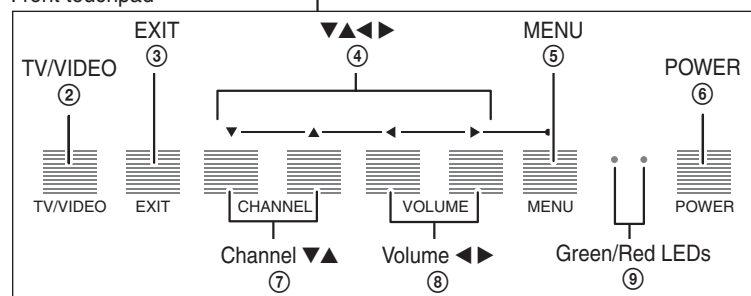 Front touchpad
EXIT
③
▼▲◀ ▶
④
MENU
⑤
TV/VIDEO
②
POWER
⑥
▼ ▲ ◀ ▶
TV/VIDEO EXIT CHANNEL VOLUME MENU POWER
Channel ▼▲
⑦
Volume ◀ ▶
⑧
Green/Red LEDs
⑨